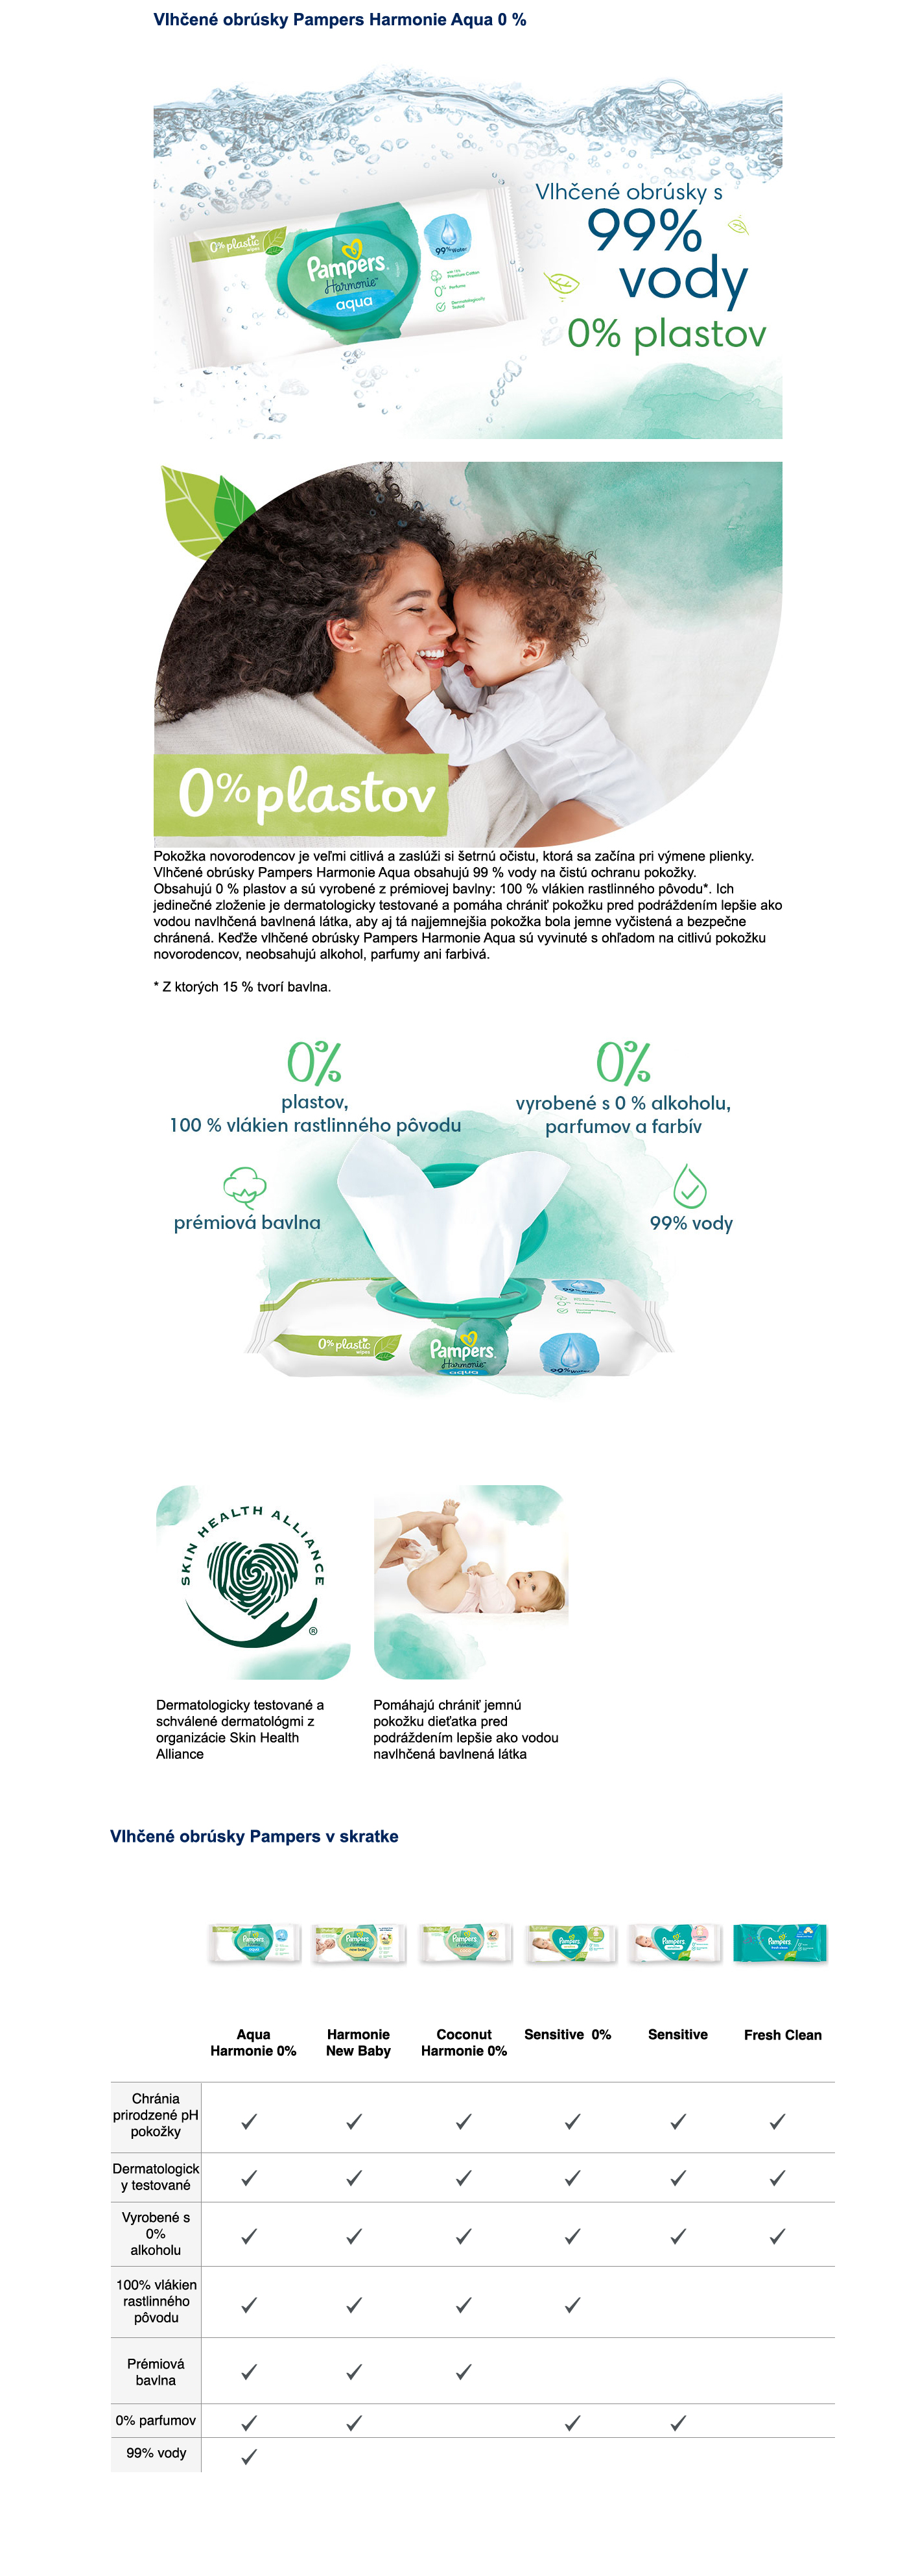 Vlhčené obrúsky Pampers Harmonie Aqua 0 %
Vlhčené obrúsky s
99%
vody
0% plastov
0% plastic
wipes
Pampers.
Harmonie™
aqua
99% Water
Premium Cotton
Perfume
Dermatologically
Tested
0% plastov
Pokožka novorodencov je veľmi citlivá a zaslúži si šetrnú očistu, ktorá sa začína pri výmene plienky.
Vlhčené obrúsky Pampers Harmonie Aqua obsahujú 99 % vody na čistú ochranu pokožky.
Obsahujú 0 % plastov a sú vyrobené z prémiovej bavlny: 100 % vlákien rastlinného pôvodu*. Ich
jedinečné zloženie je dermatologicky testované a pomáha chrániť pokožku pred podráždením lepšie ako
vodou navlhčená bavlnená látka, aby aj tá najjemnejšia pokožka bola jemne vyčistená a bezpečne
chránená. Keďže vlhčené obrúsky Pampers Harmonie Aqua sú vyvinuté s ohľadom na citlivú pokožku
novorodencov, neobsahujú alkohol, parfumy ani farbivá.
* Z ktorých 15 % tvorí bavlna.
0%
plastov,
100 % vlákien rastlinného pôvodu
0%
vyrobené s 0 % alkoholu,
parfumov a farbív
prémiová bavlna
99% vody
0% plastic
wipes
Pampers.
Harmonie™
aqua
99% Water
SKIN HEALTH ALLIANCE
®
Dermatologicky testované a
schválené dermatológmi z
organizácie Skin Health
Alliance
Pomáhajú chrániť jemnú
pokožku dieťatka pred
podráždením lepšie ako vodou
navlhčená bavlnená látka
Vlhčené obrúsky Pampers v skratke
Aqua
Harmonie 0%
Harmonie
New Baby
Coconut
Harmonie 0%
Sensitive 0%
Sensitive
Fresh Clean
Chránia
prirodzené pH
pokožky
Dermatologick
y testované
Vyrobené s
0%
alkoholu
100% vlákien
rastlinného
pôvodu
Prémiová
bavlna
0% parfumov
99% vody